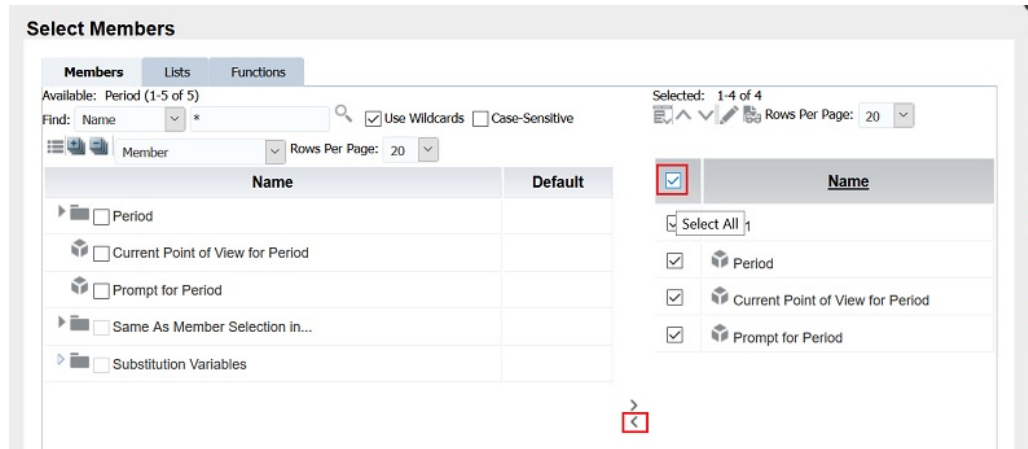 Select Members
Members Lists Functions
Available: Period (1-5 of 5)
Find: Name * Use Wildcards Case-Sensitive
Member Rows Per Page: 20
Name Default
Period
Current Point of View for Period
Prompt for Period
Same As Member Selection in...
Substitution Variables
Selected: 1-4 of 4
Rows Per Page: 20
Name
Select All 1
Period
Current Point of View for Period
Prompt for Period